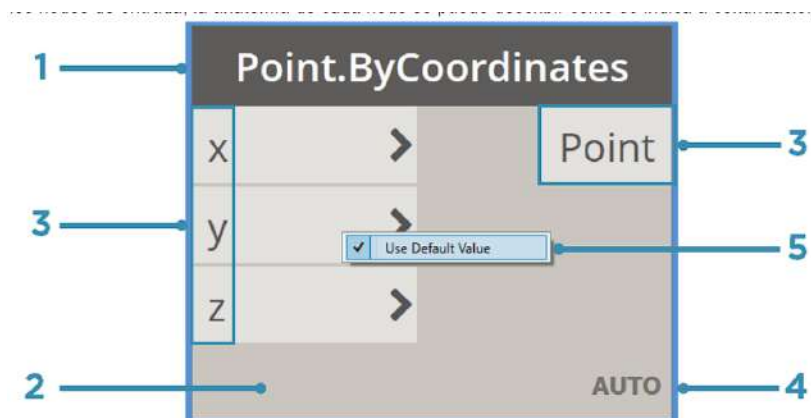 1 Point.ByCoordinates
x Point 3
3 y
Use Default Value 5
z
2 AUTO 4